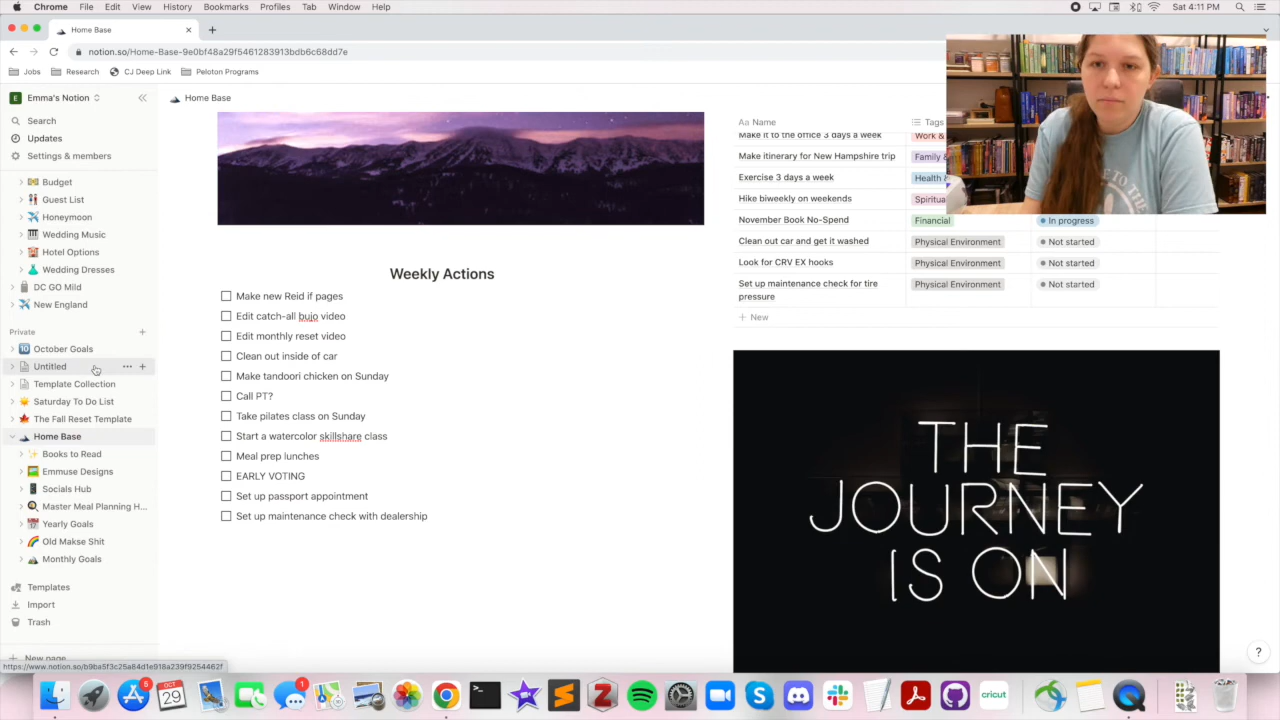 Chrome File Edit View History Bookmarks Profiles Tab Window Help
Sat 4:11 PM
Home Base
notion.so/Home-Base-9e0bf48a29f5461283913bdb6c68dd7e
Jobs Research CJ Deep Link Peloton Programs
E Emma's Notion
Home Base
Search
Updates
Settings & members
Budget
Guest List
Honeymoon
Wedding Music
Hotel Options
Wedding Dresses
DC GO Mild
New England
Private
October Goals
Untitled
Template Collection
Saturday To Do List
The Fall Reset Template
Home Base
Books to Read
Emmuse Designs
Socials Hub
Master Meal Planning H...
Yearly Goals
Old Makse Shit
Monthly Goals
Templates
Import
Trash
New page
https://www.notion.so/b9ba5f3c25a84d1e918a239f9254462f
Weekly Actions
Make new Reid if pages
Edit catch-all bujo video
Edit monthly reset video
Clean out inside of car
Make tandoori chicken on Sunday
Call PT?
Take pilates class on Sunday
Start a watercolor skillshare class
Meal prep lunches
EARLY VOTING
Set up passport appointment
Set up maintenance check with dealership
Aa Name Tags
Make it to the office 3 days a week Work &
Make itinerary for New Hampshire trip Family &
Exercise 3 days a week Health &
Hike biweekly on weekends Spiritua
November Book No-Spend Financial In progress
Clean out car and get it washed Physical Environment Not started
Look for CRV EX hooks Physical Environment Not started
Set up maintenance check for tire pressure Physical Environment Not started
New
THE
JOURNEY
IS ON
?
5
OCT
29
1
cricut